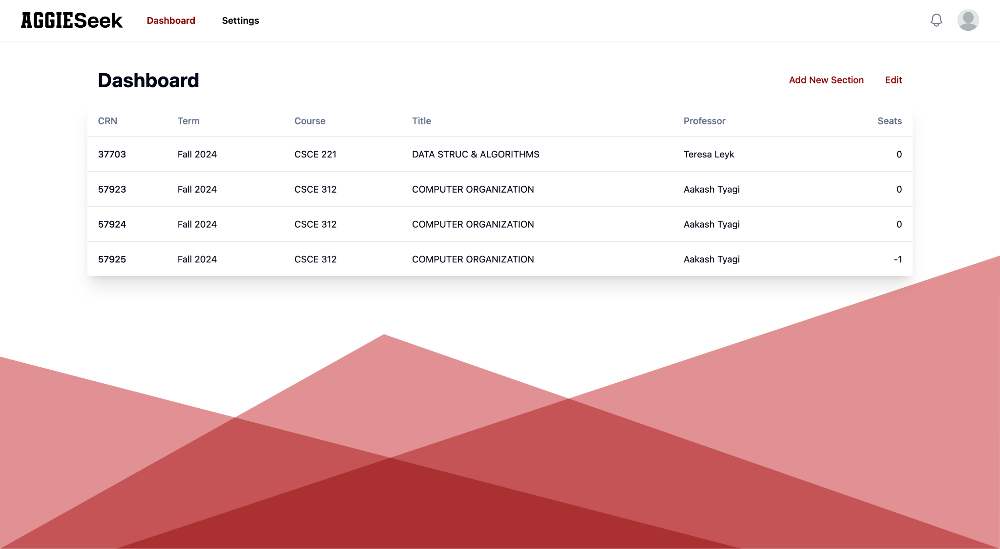 AGGIESeek Dashboard Settings
Dashboard Add New Section Edit
CRN Term Course Title Professor Seats
37703 Fall 2024 CSCE 221 DATA STRUC & ALGORITHMS Teresa Leyk 0
57923 Fall 2024 CSCE 312 COMPUTER ORGANIZATION Aakash Tyagi 0
57924 Fall 2024 CSCE 312 COMPUTER ORGANIZATION Aakash Tyagi 0
57925 Fall 2024 CSCE 312 COMPUTER ORGANIZATION Aakash Tyagi -1